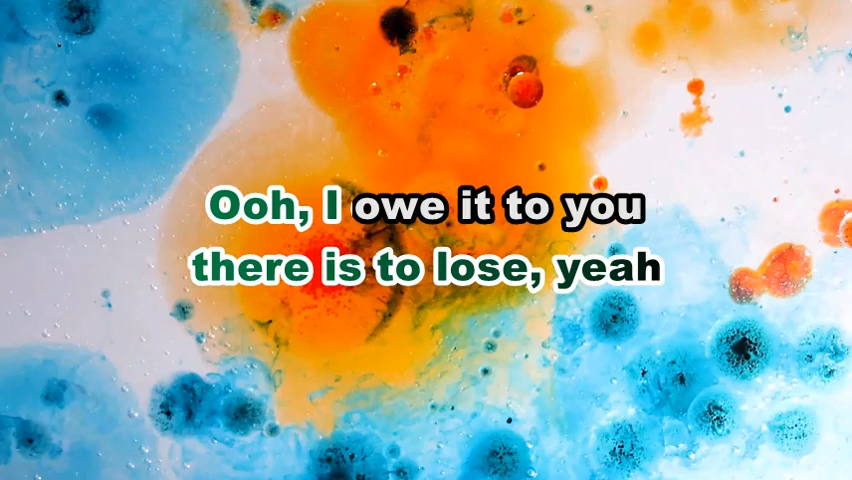 Ooh, I owe it to you
there is to lose, yeah